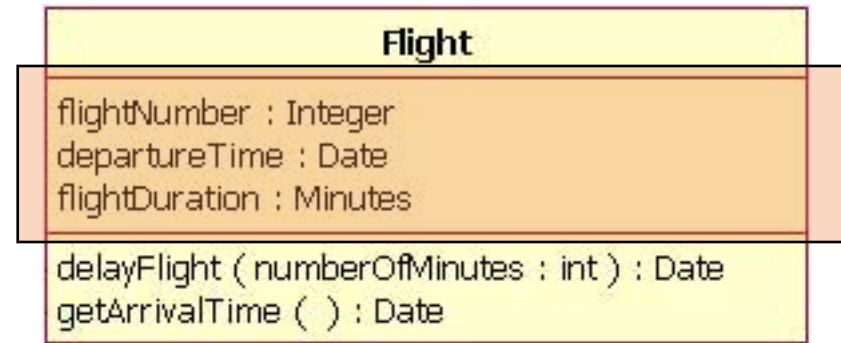 Flight
flightNumber : Integer
departureTime : Date
flightDuration : Minutes
delayFlight ( numberOfMinutes : int ) : Date
getArrivalTime ( ) : Date